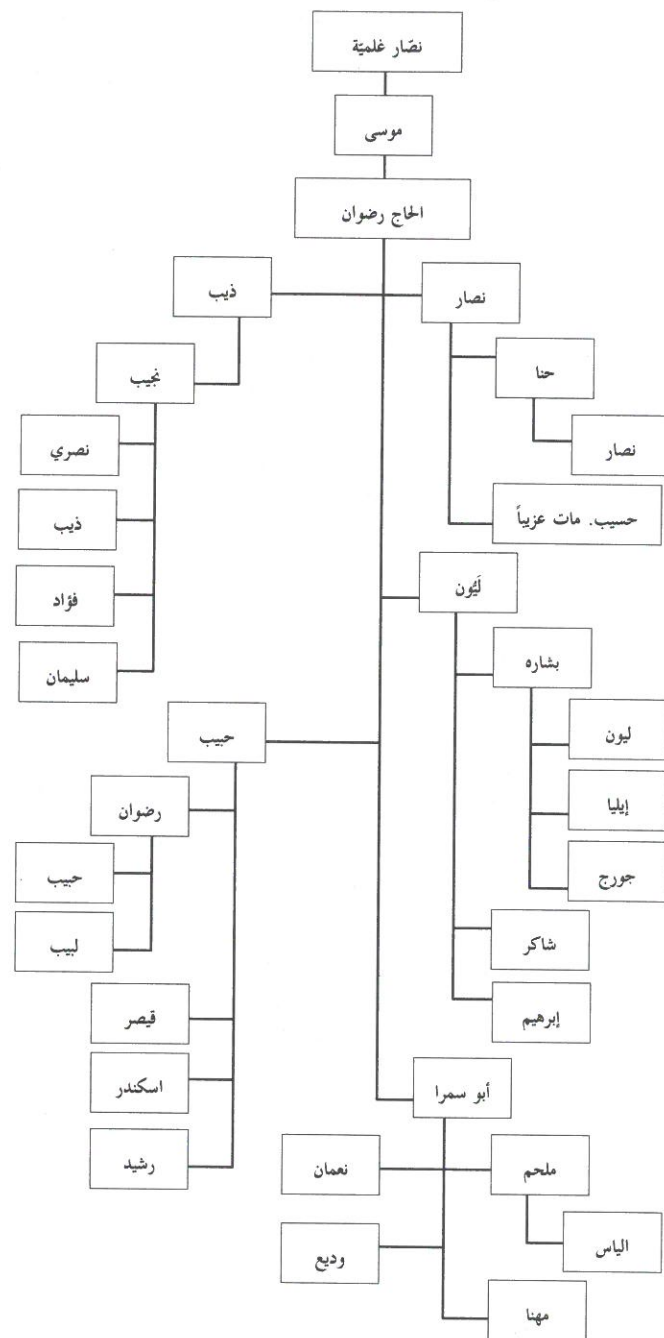 نصّار غلميّة
موسى
الحاج رضوان
نصار
ذيب
حنا
نجيب
نصار
نصري
حسيب. مات عزيباً
ذيب
ليُّون
فؤاد
بشاره
سليمان
ليون
حبيب
إيليا
رضوان
جورج
حبيب
شاكر
لبيب
إبرهيم
قيصر
أبو سمرا
اسكندر
رشيد
ملحم
نعمان
الياس
وديع
مهنا